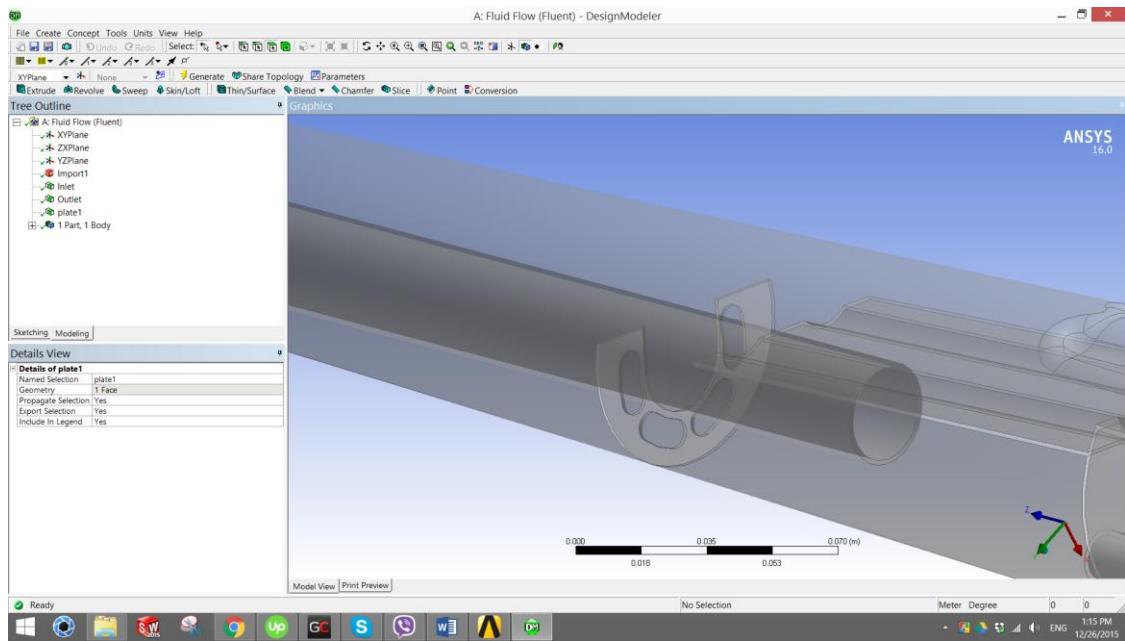 A: Fluid Flow (Fluent) - DesignModeler
File Create Concept Tools Units View Help
Undo Redo Select:
XYPlane None Generate Share Topology Parameters
Extrude Revolve Sweep Skin/Loft Thin/Surface Blend Chamfer Slice Point Conversion
Tree Outline
Graphics
A: Fluid Flow (Fluent)
XYPlane
ZXPlane
YZPlane
Import1
Inlet
Outlet
plate1
1 Part, 1 Body
ANSYS
16.0
Sketching Modeling
Details View
Details of plate1
Named Selection plate1
Geometry 1 Face
Propagate Selection Yes
Export Selection Yes
Include In Legend Yes
0.000 0.035 0.070 (m)
0.018 0.053
Z
Model View Print Preview
Ready No Selection Meter Degree 0 0
ENG 1:15 PM
12/26/2015